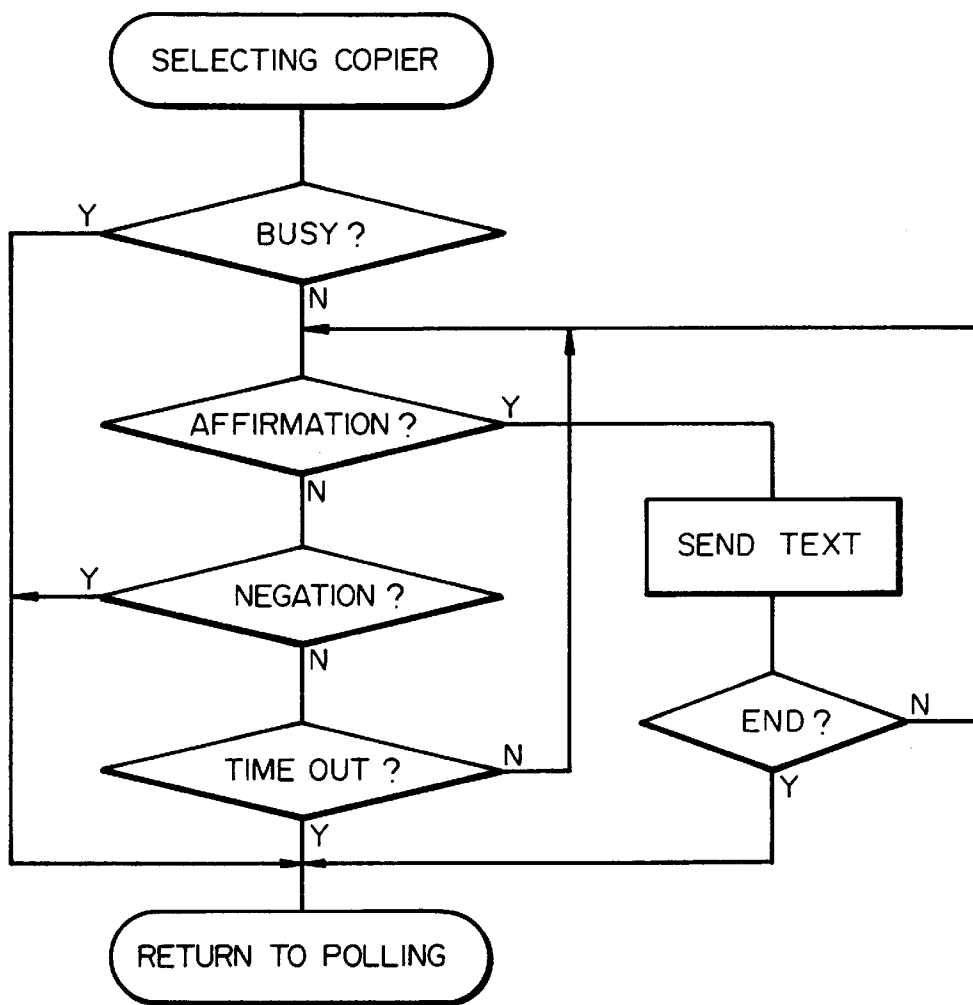 SELECTING COPIER
Y
BUSY ?
N
AFFIRMATION ?
Y
N
SEND TEXT
Y
NEGATION ?
N
END ?
N
TIME OUT ?
N
Y
Y
RETURN TO POLLING